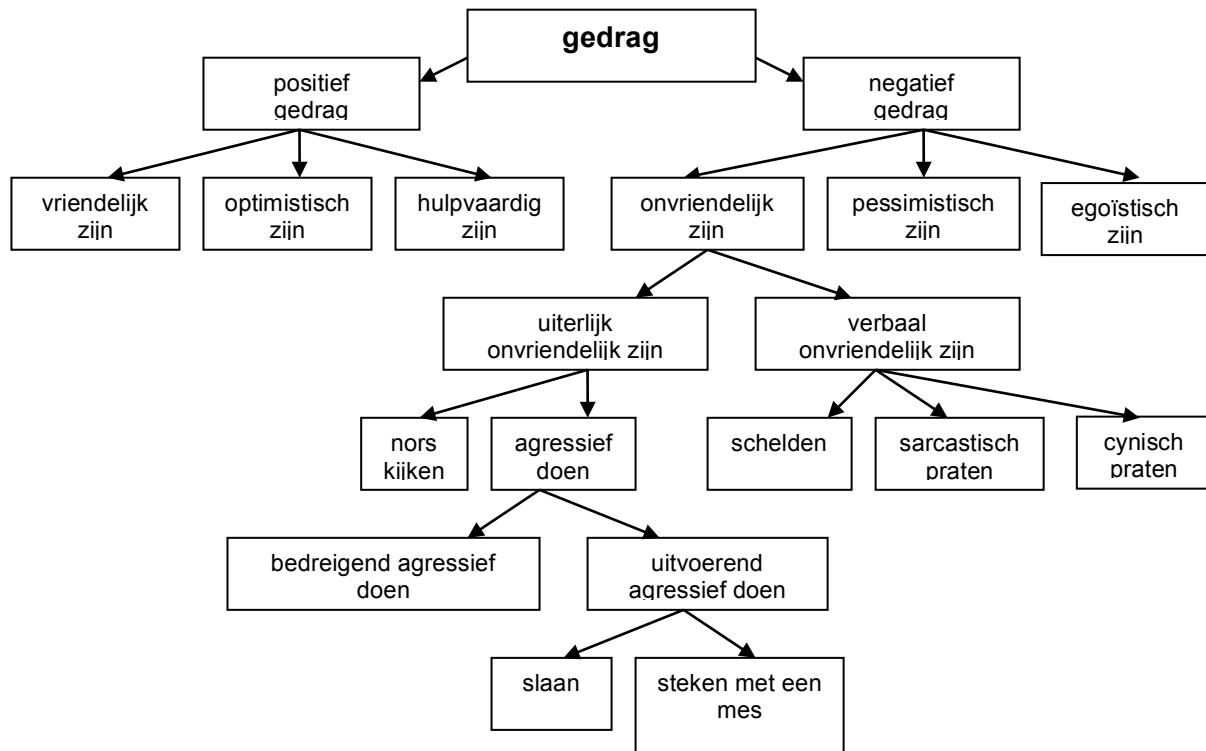 gedrag
positief
gedrag
negatief
gedrag
vriendelijk
zijn
optimistisch
zijn
hulpvaardig
zijn
onvriendelijk
zijn
pessimistisch
zijn
egoïstisch
zijn
uiterlijk
onvriendelijk zijn
verbaal
onvriendelijk zijn
nors
kijken
agressief
doen
schelden
sarcastisch
praten
cynisch
praten
bedreigend agressief
doen
uitvoerend
agressief doen
slaan
steken met een
mes